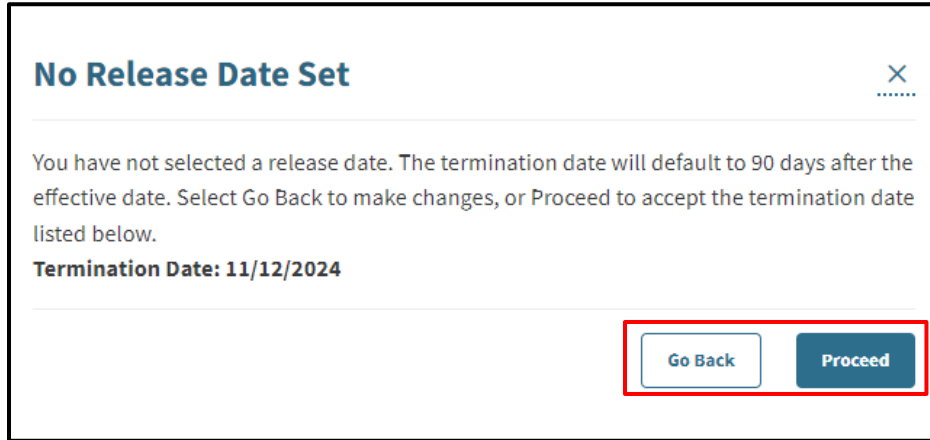 No Release Date Set
You have not selected a release date. The termination date will default to 90 days after the
effective date. Select Go Back to make changes, or Proceed to accept the termination date
listed below.
Termination Date: 11/12/2024
Go Back Proceed